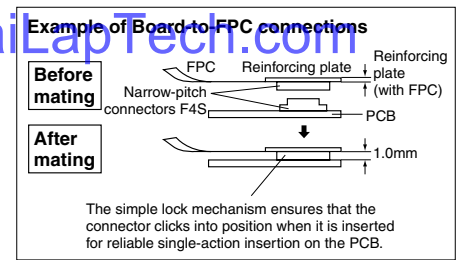 Example of Board-to-FPC connections
aiLapTech.com
Before
mating
FPC
Reinforcing plate
Reinforcing
plate
(with FPC)
Narrow-pitch
connectors F4S
PCB
After
mating
1.0mm
The simple lock mechanism ensures that the
connector clicks into position when it is inserted
for reliable single-action insertion on the PCB.